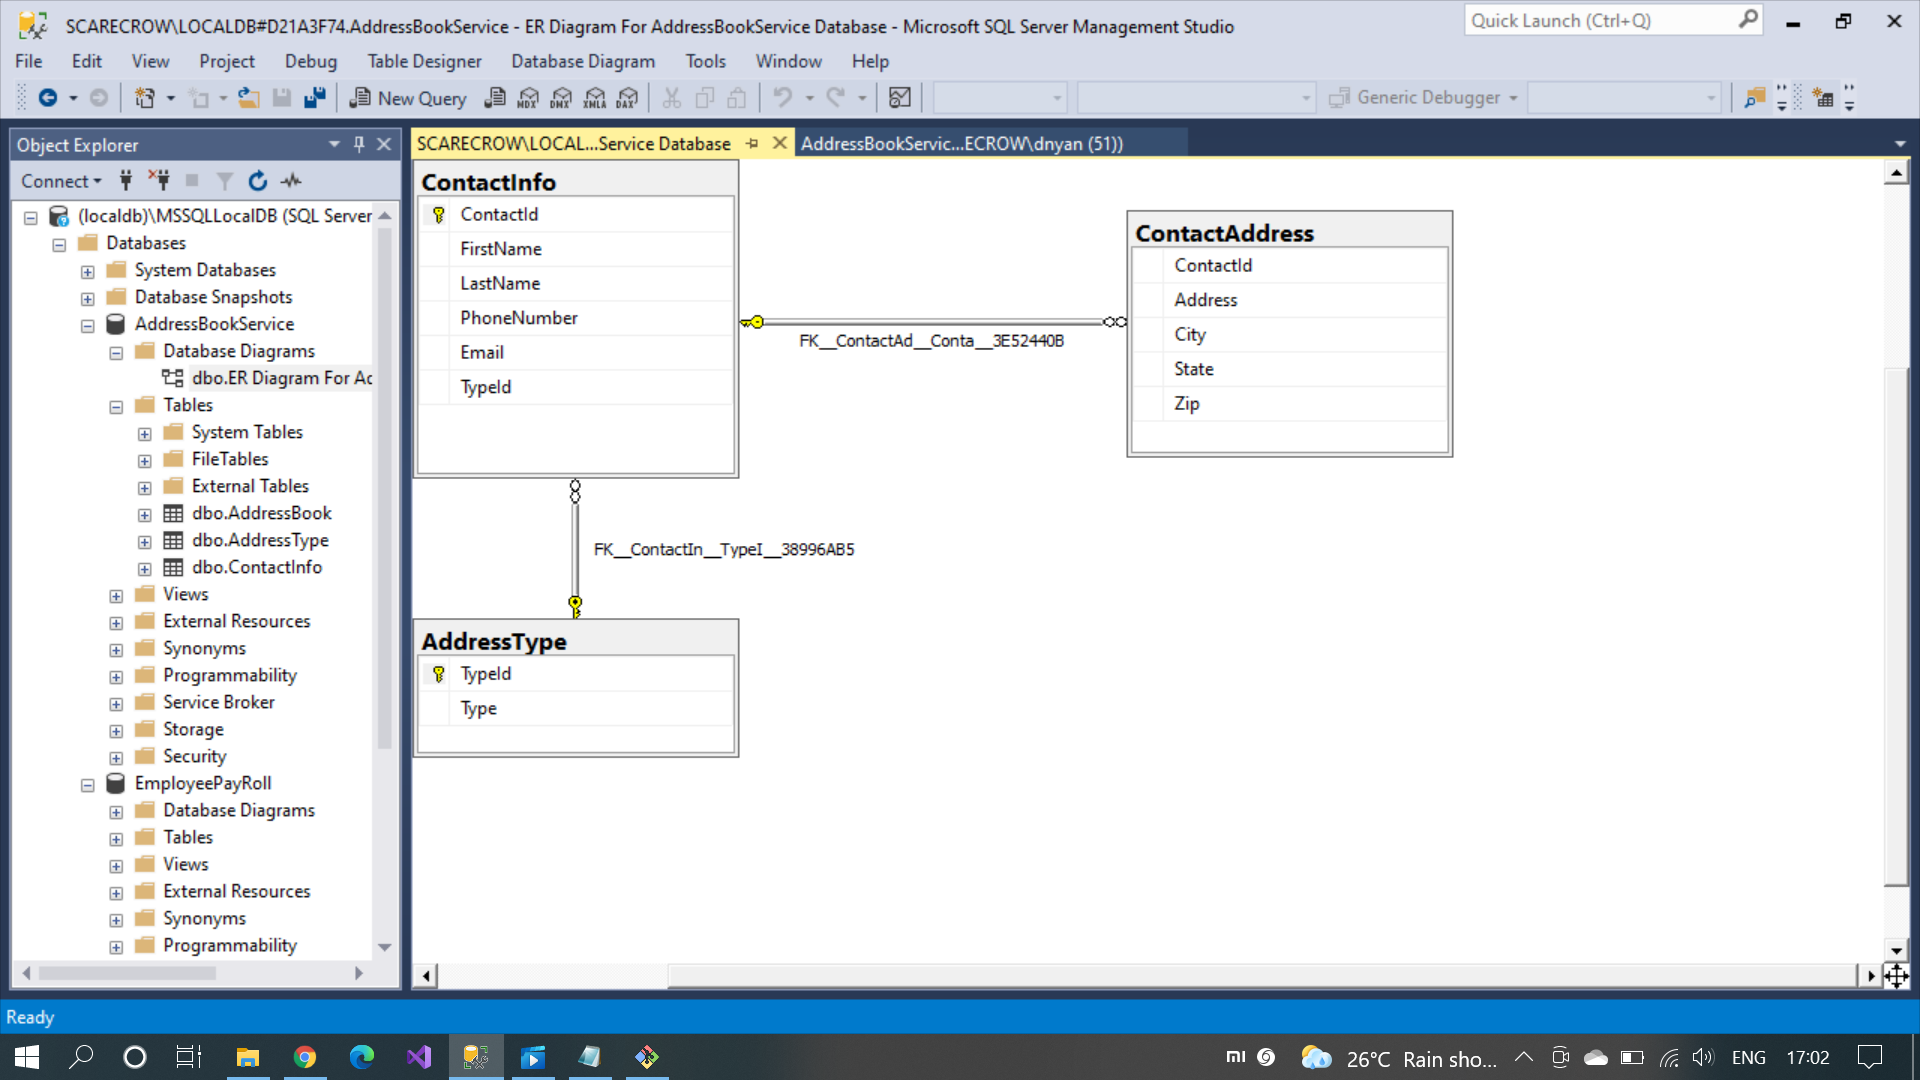 SCARECROW\LOCALDB#D21A3F74.AddressBookService - ER Diagram For AddressBookService Database - Microsoft SQL Server Management Studio
Quick Launch (Ctrl+Q)
File Edit View Project Debug Table Designer Database Diagram Tools Window Help
New Query MDX DMX XMLA DAX Generic Debugger
Object Explorer
Connect
(localdb)\MSSQLLocalDB (SQL Server
Databases
System Databases
Database Snapshots
AddressBookService
Database Diagrams
dbo.ER Diagram For Ac
Tables
System Tables
FileTables
External Tables
dbo.AddressBook
dbo.AddressType
dbo.ContactInfo
Views
External Resources
Synonyms
Programmability
Service Broker
Storage
Security
EmployeePayRoll
Database Diagrams
Tables
Views
External Resources
Synonyms
Programmability
SCARECROW\LOCAL...Service Database
AddressBookServic...ECROW\dnyan (51))
ContactInfo
ContactId
FirstName
LastName
PhoneNumber
Email
TypeId
FK__ContactAd__Conta__3E52440B
ContactAddress
ContactId
Address
City
State
Zip
FK__ContactIn__TypeI__38996AB5
AddressType
TypeId
Type
Ready
26°C Rain sho... ENG 17:02